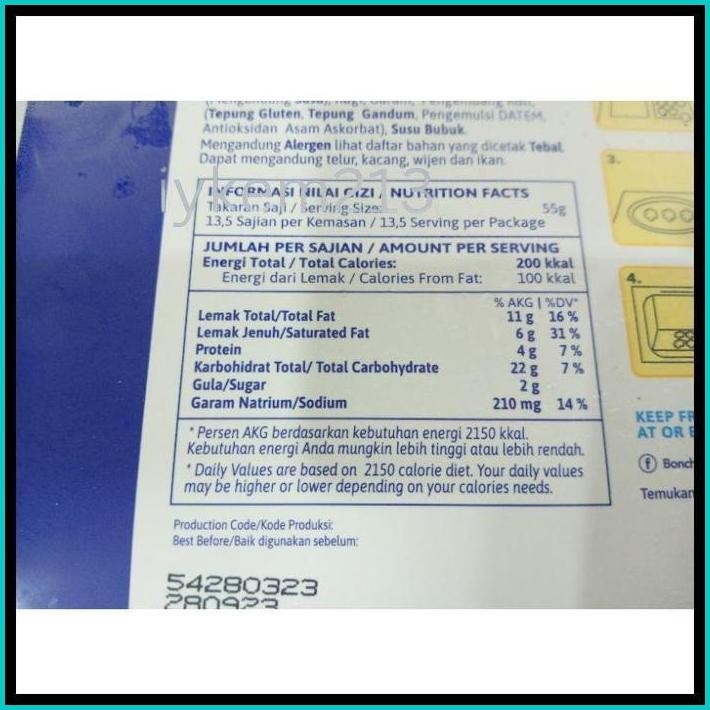 (Tepung Gluten, Tepung Gandum, Pengemulsi DATEM,
Antioksidan Asam Askorbat), Susu Bubuk.
Mengandung Alergen lihat daftar bahan yang dicetak Tebal.
Dapat mengandung telur, kacang, wijen dan ikan.
iykem213
INFORMASI NILAI GIZI / NUTRITION FACTS
Takaran Saji / Serving Size: 55g
13,5 Sajian per Kemasan / 13,5 Serving per Package
JUMLAH PER SAJIAN / AMOUNT PER SERVING
Energi Total / Total Calories: 200 kkal
Energi dari Lemak / Calories From Fat: 100 kkal
% AKG | %DV*
Lemak Total/Total Fat 11 g 16 %
Lemak Jenuh/Saturated Fat 6 g 31 %
Protein 4 g 7 %
Karbohidrat Total/ Total Carbohydrate 22 g 7 %
Gula/Sugar 2 g
Garam Natrium/Sodium 210 mg 14 %
* Persen AKG berdasarkan kebutuhan energi 2150 kkal.
Kebutuhan energi Anda mungkin lebih tinggi atau lebih rendah.
* Daily Values are based on 2150 calorie diet. Your daily values
may be higher or lower depending on your calories needs.
Production Code/Kode Produksi:
Best Before/Baik digunakan sebelum:
54280323
280923
3.
4.
KEEP
AT OR
Temukan